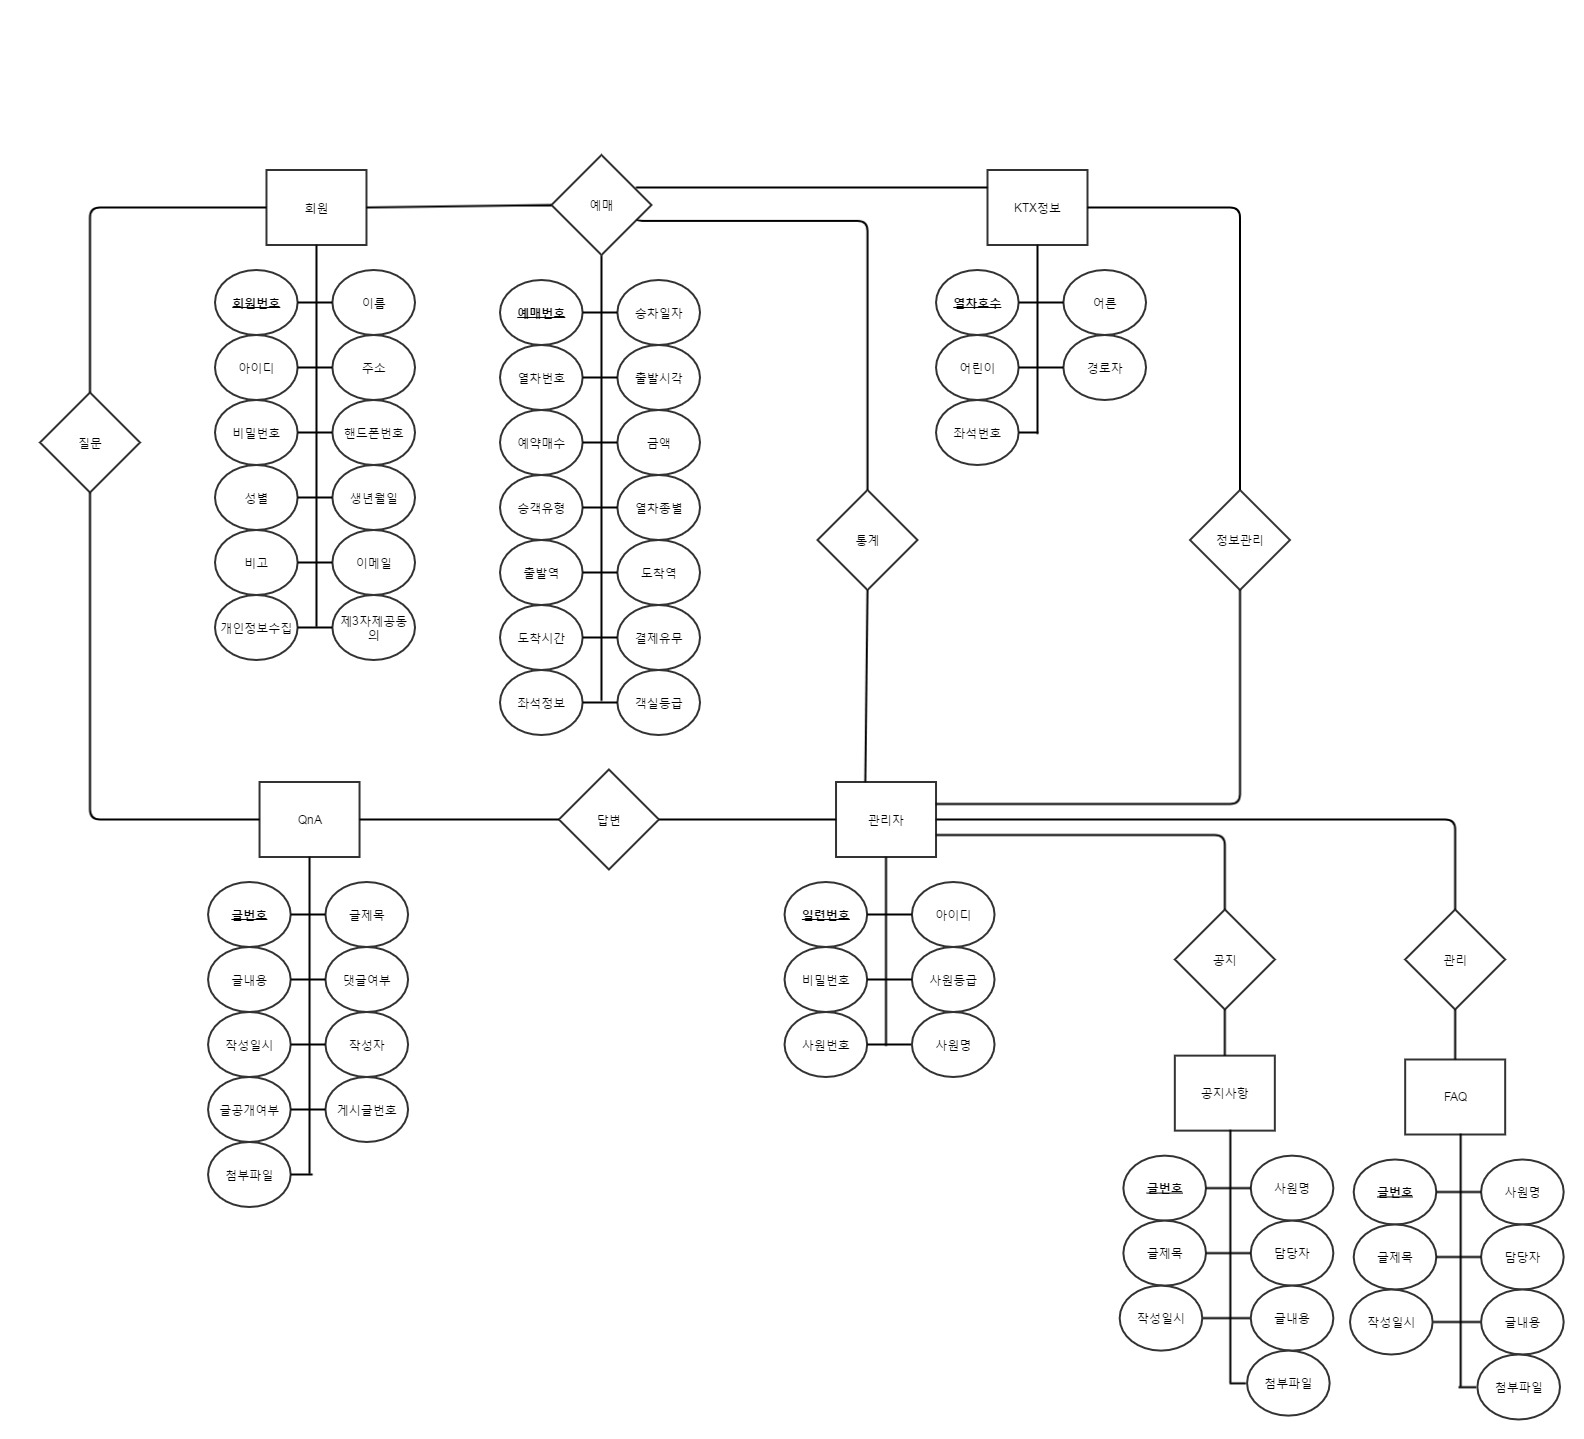 회원
예매
KTX정보
회원번호
이름
아이디
주소
비밀번호
핸드폰번호
성별
생년월일
비고
이메일
개인정보수집
제3자제공동
의
예매번호
승차일자
열차번호
출발시각
예약매수
금액
승객유형
열차종별
출발역
도착역
도착시간
결제유무
좌석정보
객실등급
열차호수
어른
어린이
경로자
좌석번호
질문
통계
정보관리
QnA
답변
관리자
글번호
글제목
글내용
댓글여부
작성일시
작성자
글공개여부
게시글번호
첨부파일
일련번호
아이디
비밀번호
사원등급
사원번호
사원명
공지
관리
공지사항
FAQ
글번호
사원명
글제목
담당자
작성일시
글내용
첨부파일
글번호
사원명
글제목
담당자
작성일시
글내용
첨부파일